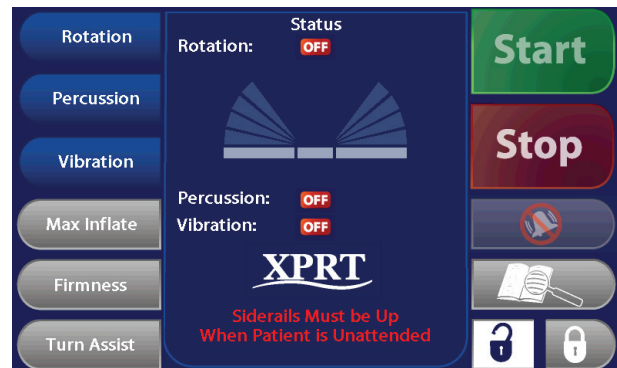 Rotation
Percussion
Vibration
Max Inflate
Firmness
Turn Assist
Status
Rotation: OFF
Percussion: OFF
Vibration: OFF
XPRT
Siderails Must be Up
When Patient is Unattended
Start
Stop